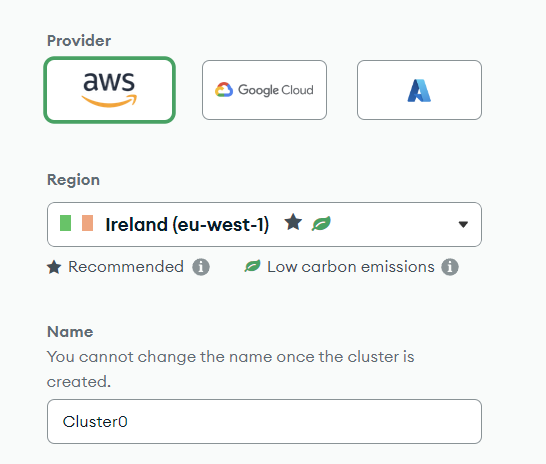 Provider
aws
Google Cloud
Region
Ireland (eu-west-1)
Recommended
Low carbon emissions
Name
You cannot change the name once the cluster is
created.
Cluster0